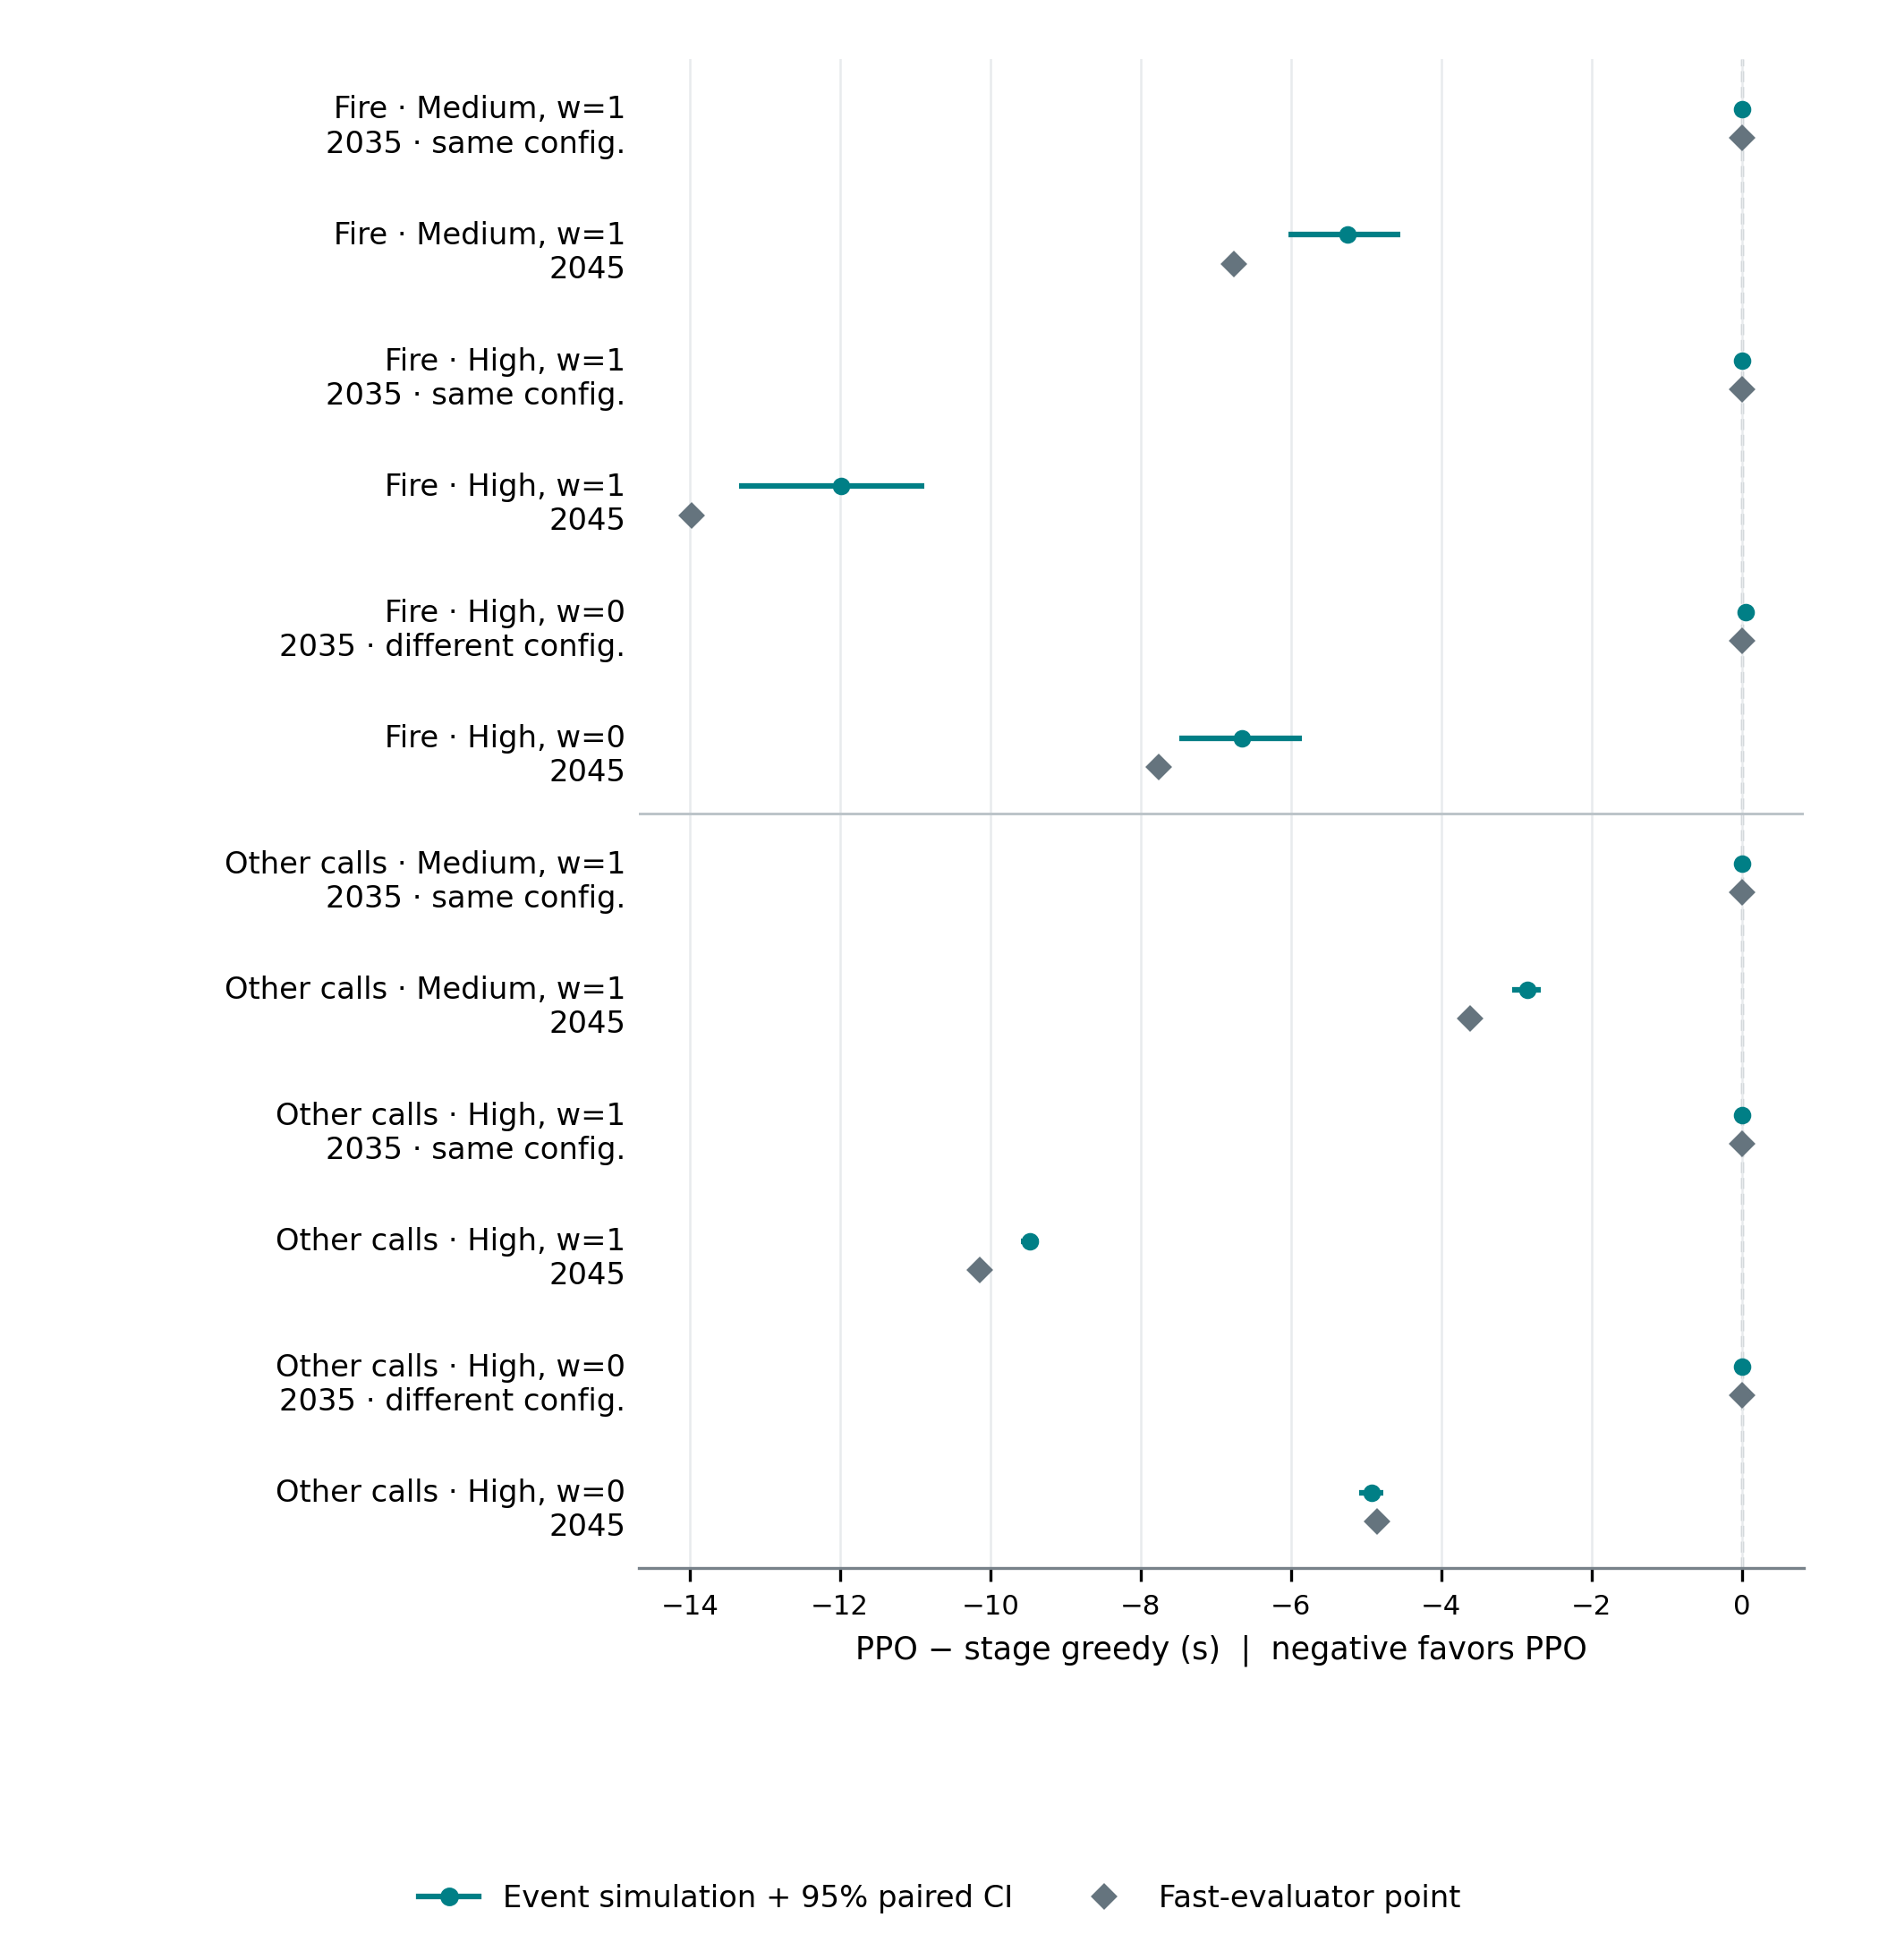 Fire · Medium, w=1
2035 · same config.
Fire · Medium, w=1
2045
Fire · High, w=1
2035 · same config.
Fire · High, w=1
2045
Fire · High, w=0
2035 · different config.
Fire · High, w=0
2045
Other calls · Medium, w=1
2035 · same config.
Other calls · Medium, w=1
2045
Other calls · High, w=1
2035 · same config.
Other calls · High, w=1
2045
Other calls · High, w=0
2035 · different config.
Other calls · High, w=0
2045
−14 −12 −10 −8 −6 −4 −2 0
PPO − stage greedy (s) | negative favors PPO
Event simulation + 95% paired CI Fast-evaluator point